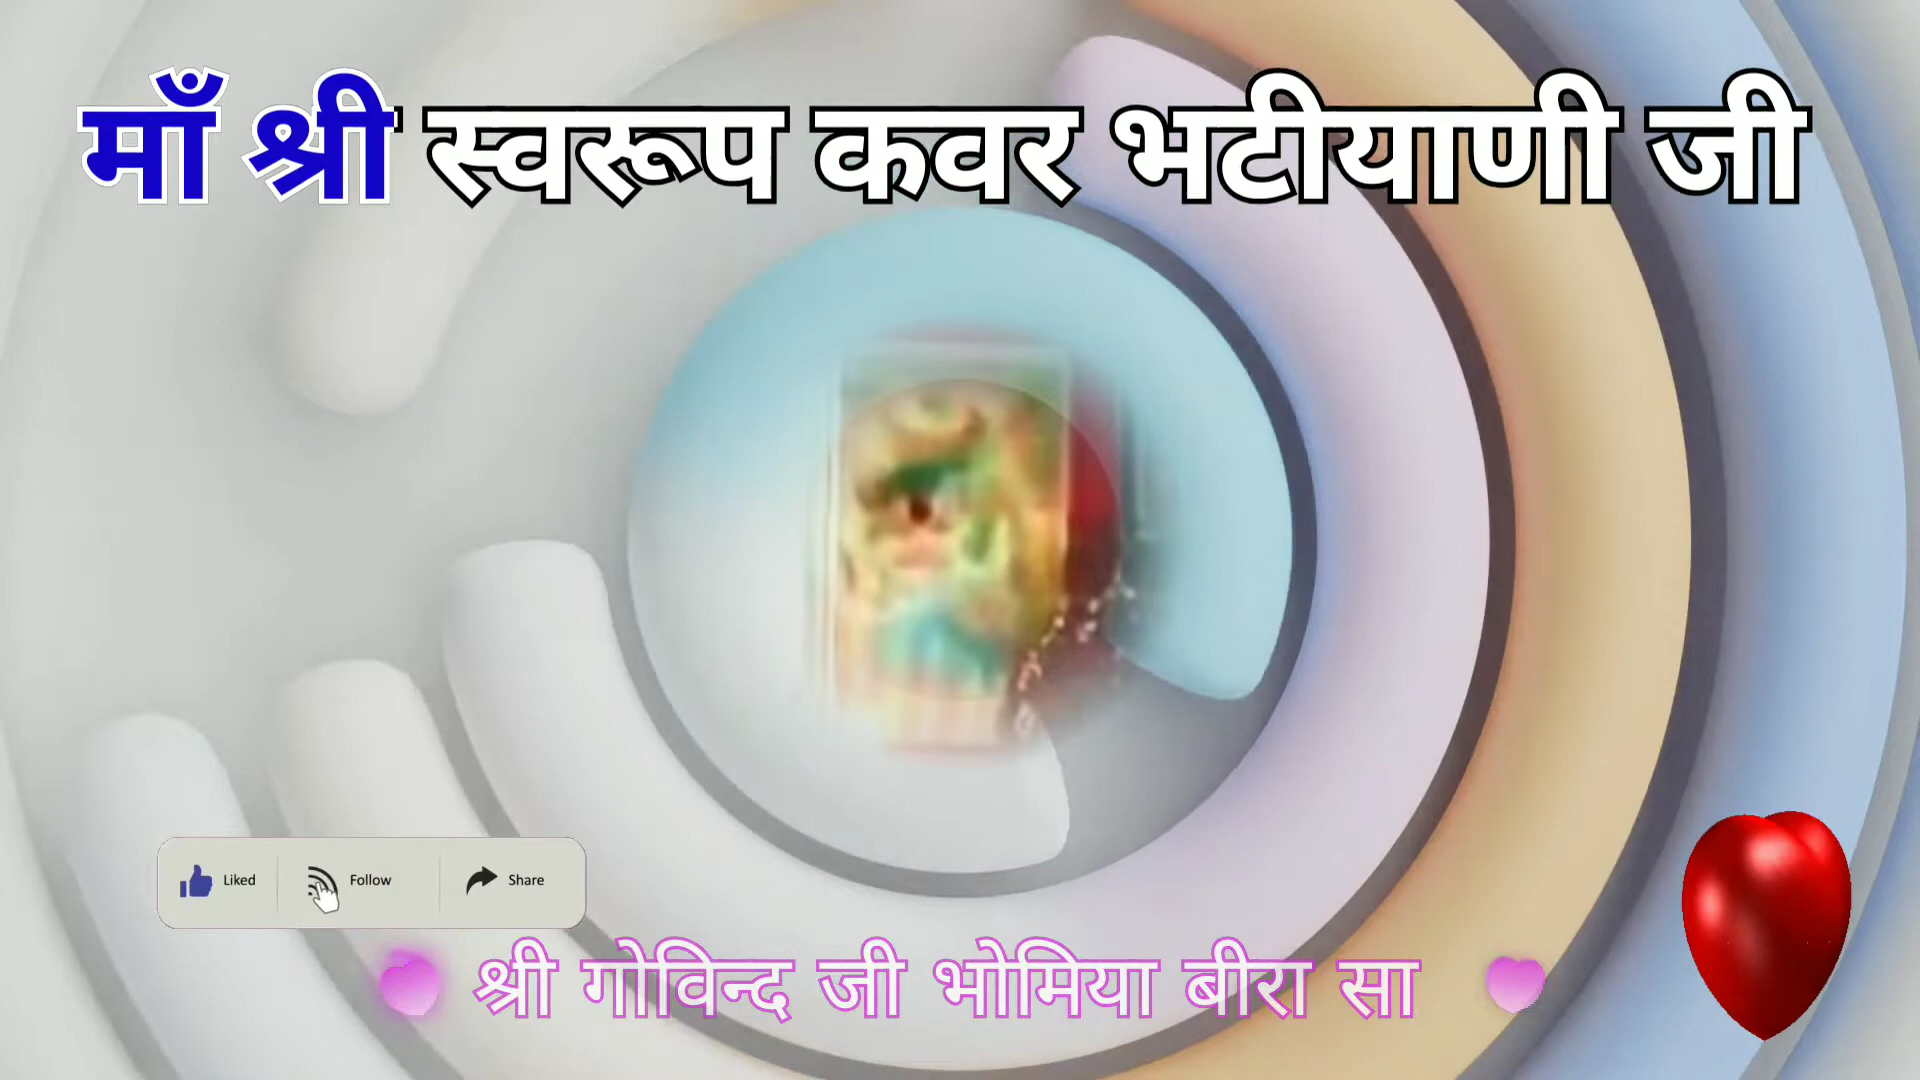 माँ श्री स्वरूप कवर भटीयाणी जी
Liked Follow Share
श्री गोविन्द जी भोमिया बीरा सा